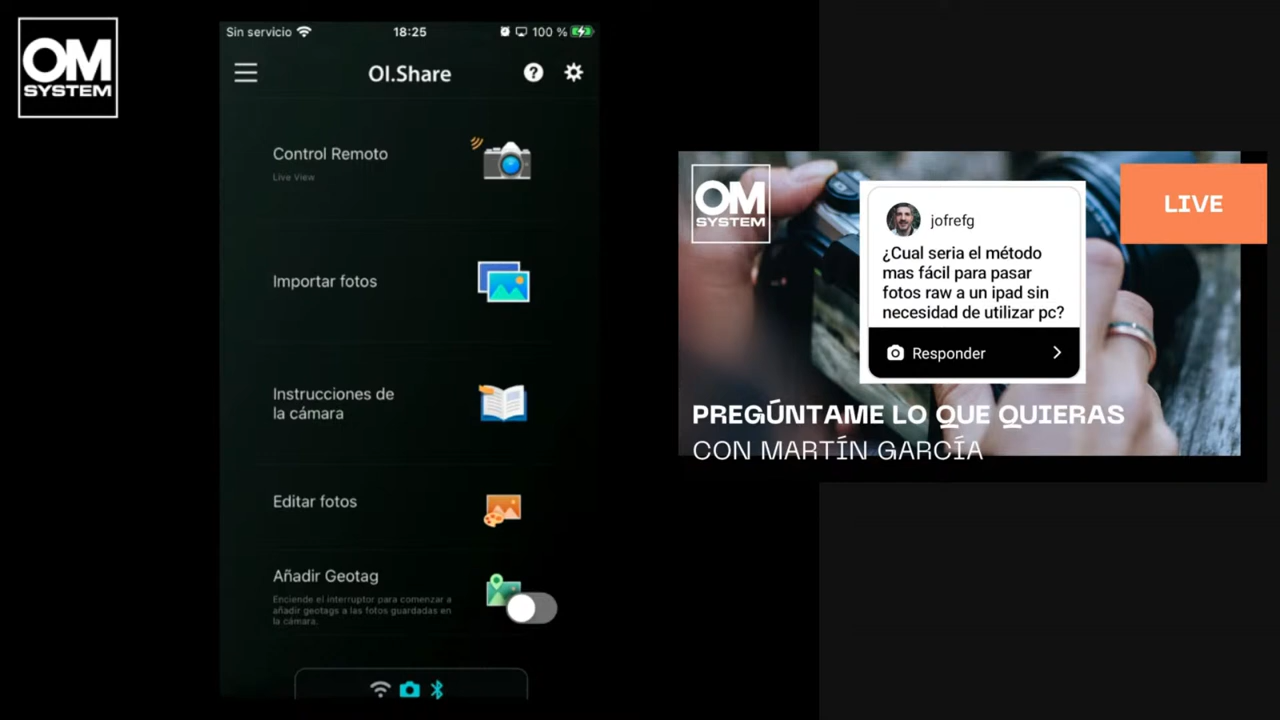 OM
SYSTEM
Sin servicio
18:25
100 %
OI.Share
Control Remoto
Live View
Importar fotos
Instrucciones de
la cámara
Editar fotos
Añadir Geotag
Enciende el interruptor para comenzar a
añadir geotags a las fotos guardadas en
la cámara.
OM
SYSTEM
LIVE
jofrefg
¿Cual seria el método
mas fácil para pasar
fotos raw a un ipad sin
necesidad de utilizar pc?
Responder
PREGÚNTAME LO QUE QUIERAS
CON MARTÍN GARCÍA